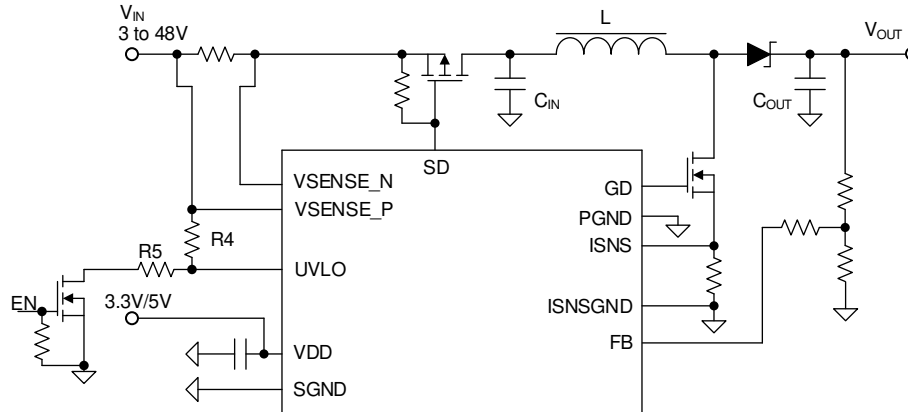 VIN
3 to 48V
L
VOUT
CIN
COUT
SD
VSENSE_N
GD
VSENSE_P
PGND
R4
ISNS
R5
UVLO
EN
3.3V/5V
ISNSGND
VDD
FB
SGND